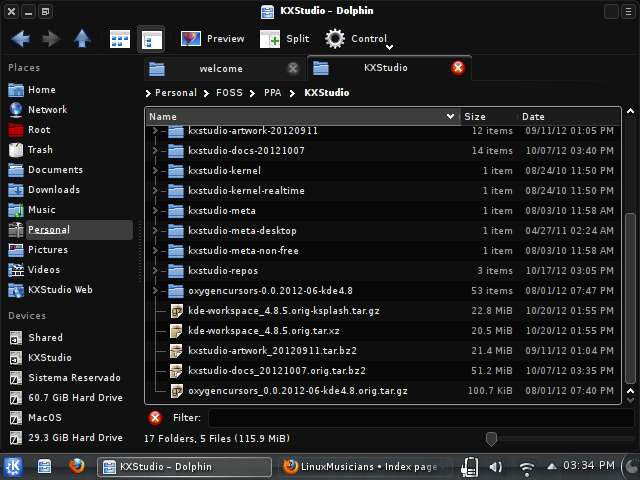 KXStudio – Dolphin
Preview
Split
Control
Places
Home
Network
Root
Trash
Documents
Downloads
Music
Personal
Pictures
Videos
KXStudio Web
Devices
Shared
KXStudio
Sistema Reservado
60.7 GiB Hard Drive
MacOS
29.3 GiB Hard Drive
welcome
KXStudio
Personal FOSS PPA KXStudio
Name Size Date
kxstudio-artwork-20120911 12 items 09/11/12 01:05 PM
kxstudio-docs-20121007 14 items 10/07/12 03:40 PM
kxstudio-kernel 1 item 08/24/10 11:50 PM
kxstudio-kernel-realtime 1 item 08/24/10 11:50 PM
kxstudio-meta 1 item 08/03/10 11:58 AM
kxstudio-meta-desktop 1 item 04/27/11 02:24 AM
kxstudio-meta-non-free 1 item 08/03/10 11:58 AM
kxstudio-repos 3 items 10/17/12 03:05 PM
oxygencursors-0.0.2012-06-kde4.8 53 items 08/01/12 07:47 PM
kde-workspace_4.8.5.orig-ksplash.tar.gz 22.8 MiB 10/20/12 01:55 PM
kde-workspace_4.8.5.orig.tar.xz 20.5 MiB 10/20/12 01:55 PM
kxstudio-artwork_20120911.tar.bz2 21.4 MiB 09/11/12 01:04 PM
kxstudio-docs_20121007.orig.tar.bz2 51.2 MiB 10/07/12 03:35 PM
oxygencursors_0.0.2012-06-kde4.8.orig.tar.gz 100.7 KiB 08/01/12 07:40 PM
Filter:
17 Folders, 5 Files (115.9 MiB)
KXStudio – Dolphin
LinuxMusicians • Index page
03:34 PM